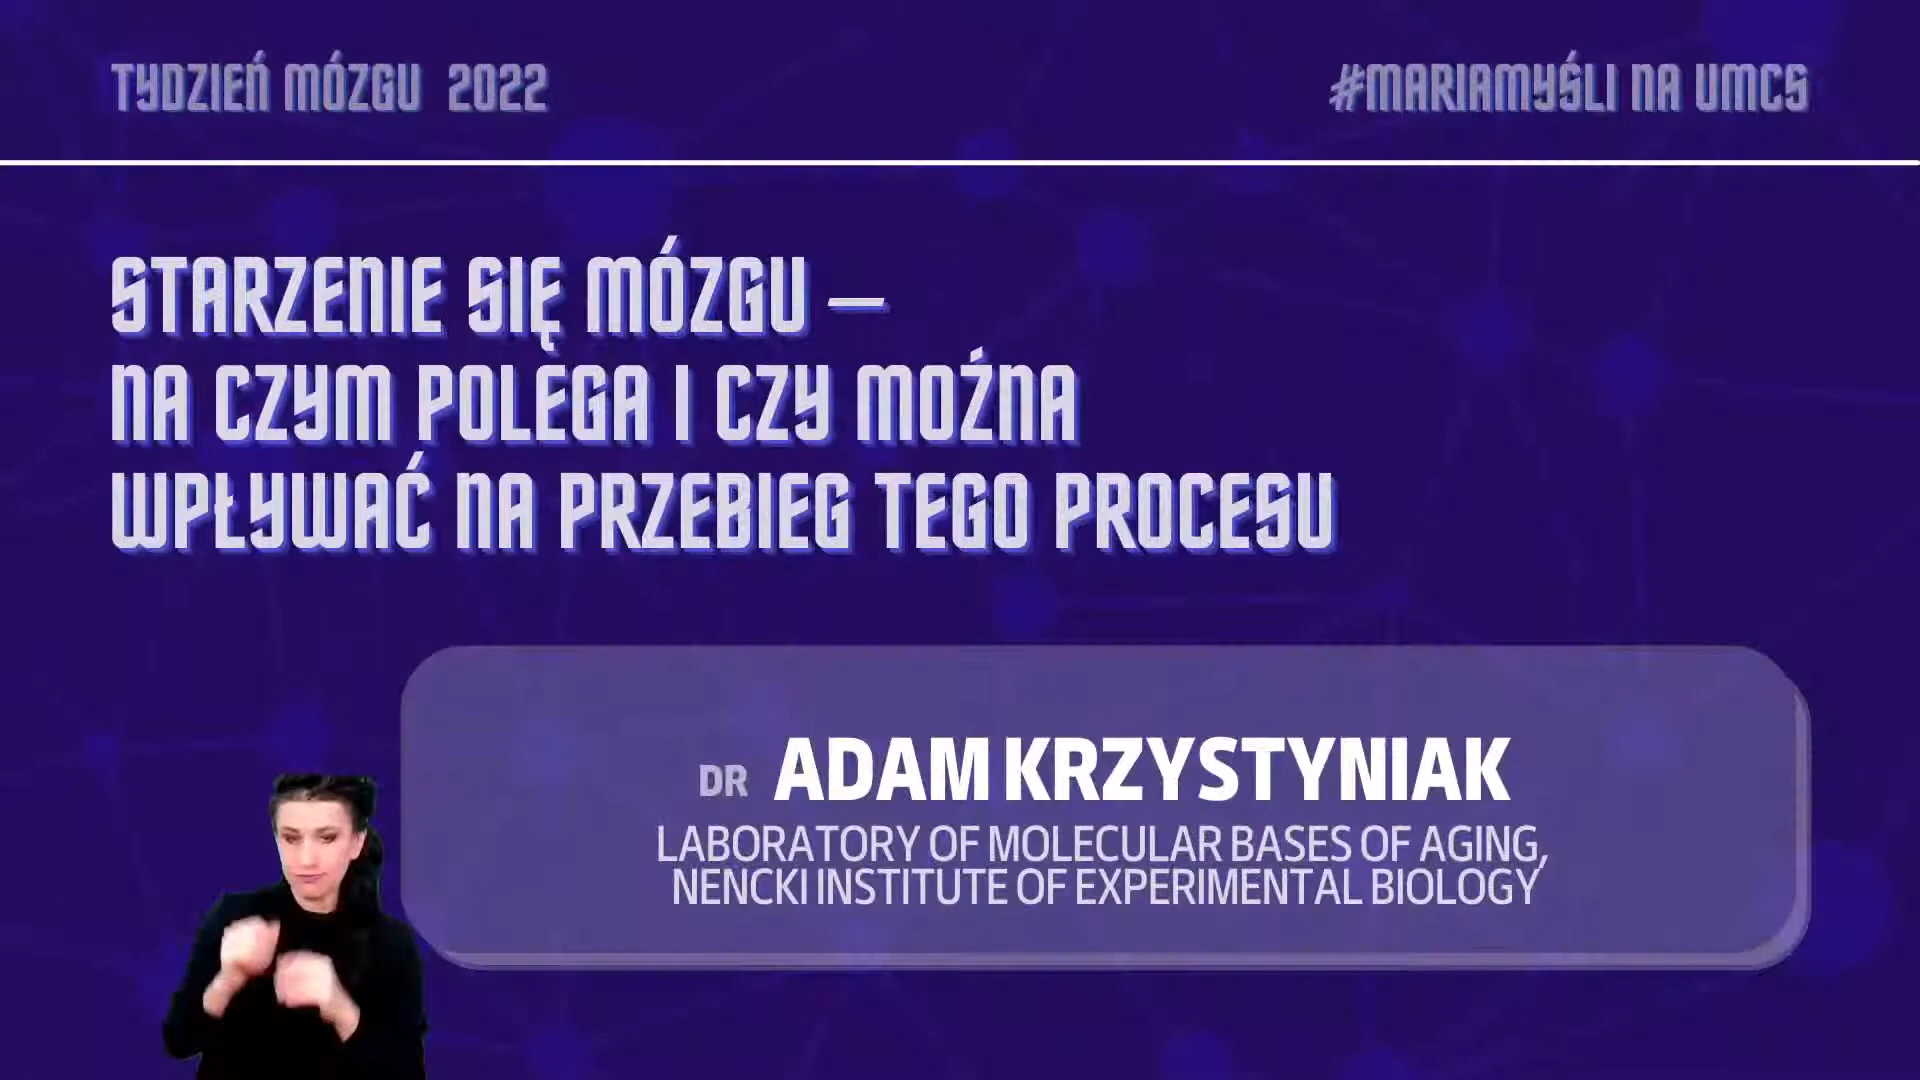 TYDZIEŃ MÓZGU 2022
#MARIAMYŚLI NA UMCS
STARZENIE SIĘ MÓZGU –
NA CZYM POLEGA I CZY MOŻNA
WPŁYWAĆ NA PRZEBIEG TEGO PROCESU
DR ADAM KRZYSTYNIAK
LABORATORY OF MOLECULAR BASES OF AGING,
NENCKI INSTITUTE OF EXPERIMENTAL BIOLOGY